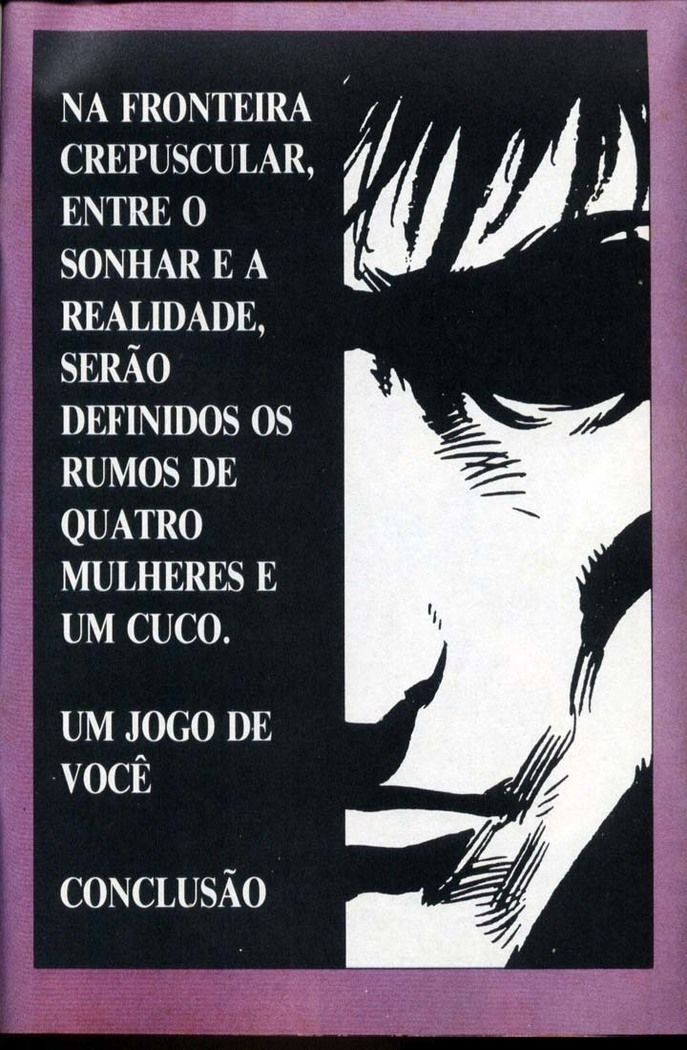 NA FRONTEIRA
CREPUSCULAR,
ENTRE O
SONHAR E A
REALIDADE,
SERÃO
DEFINIDOS OS
RUMOS DE
QUATRO
MULHERES E
UM CUCO.
UM JOGO DE
VOCÊ
CONCLUSÃO